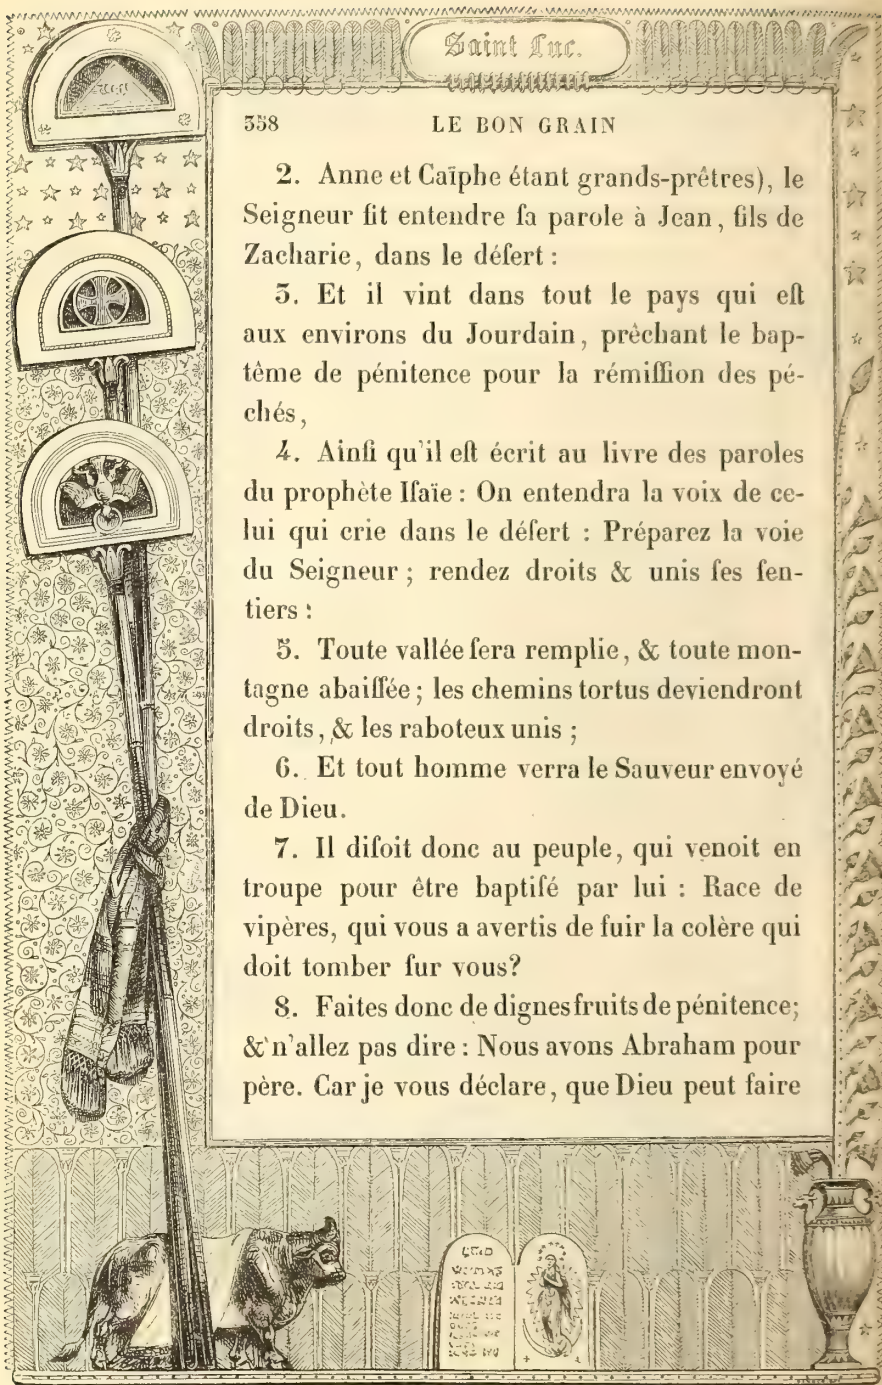 Saint Luc.
358 LE BON GRAIN
2. Anne et Caïphe étant grands-prêtres), le
Seigneur fit entendre ſa parole à Jean, fils de
Zacharie, dans le déſert :
3. Et il vint dans tout le pays qui eſt
aux environs du Jourdain, prêchant le bap-
tême de pénitence pour la rémiſſion des pé-
chés,
4. Ainſi qu'il eſt écrit au livre des paroles
du prophète Iſaïe : On entendra la voix de ce-
lui qui crie dans le déſert : Préparez la voie
du Seigneur ; rendez droits & unis ſes ſen-
tiers :
5. Toute vallée ſera remplie, & toute mon-
tagne abaiſſée ; les chemins tortus deviendront
droits, & les raboteux unis ;
6. Et tout homme verra le Sauveur envoyé
de Dieu.
7. Il diſoit donc au peuple, qui venoit en
troupe pour être baptiſé par lui : Race de
vipères, qui vous a avertis de fuir la colère qui
doit tomber ſur vous?
8. Faites donc de dignes fruits de pénitence;
& n'allez pas dire : Nous avons Abraham pour
père. Car je vous déclare, que Dieu peut faire